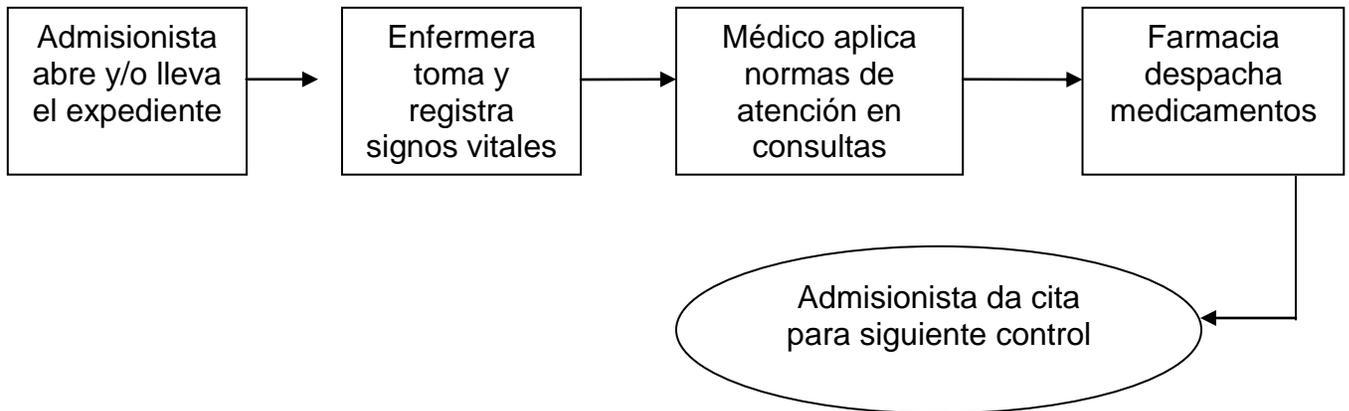 Admisionista
abre y/o lleva
el expediente
Enfermera
toma y
registra
signos vitales
Médico aplica
normas de
atención en
consultas
Farmacia
despacha
medicamentos
Admisionista da cita
para siguiente control